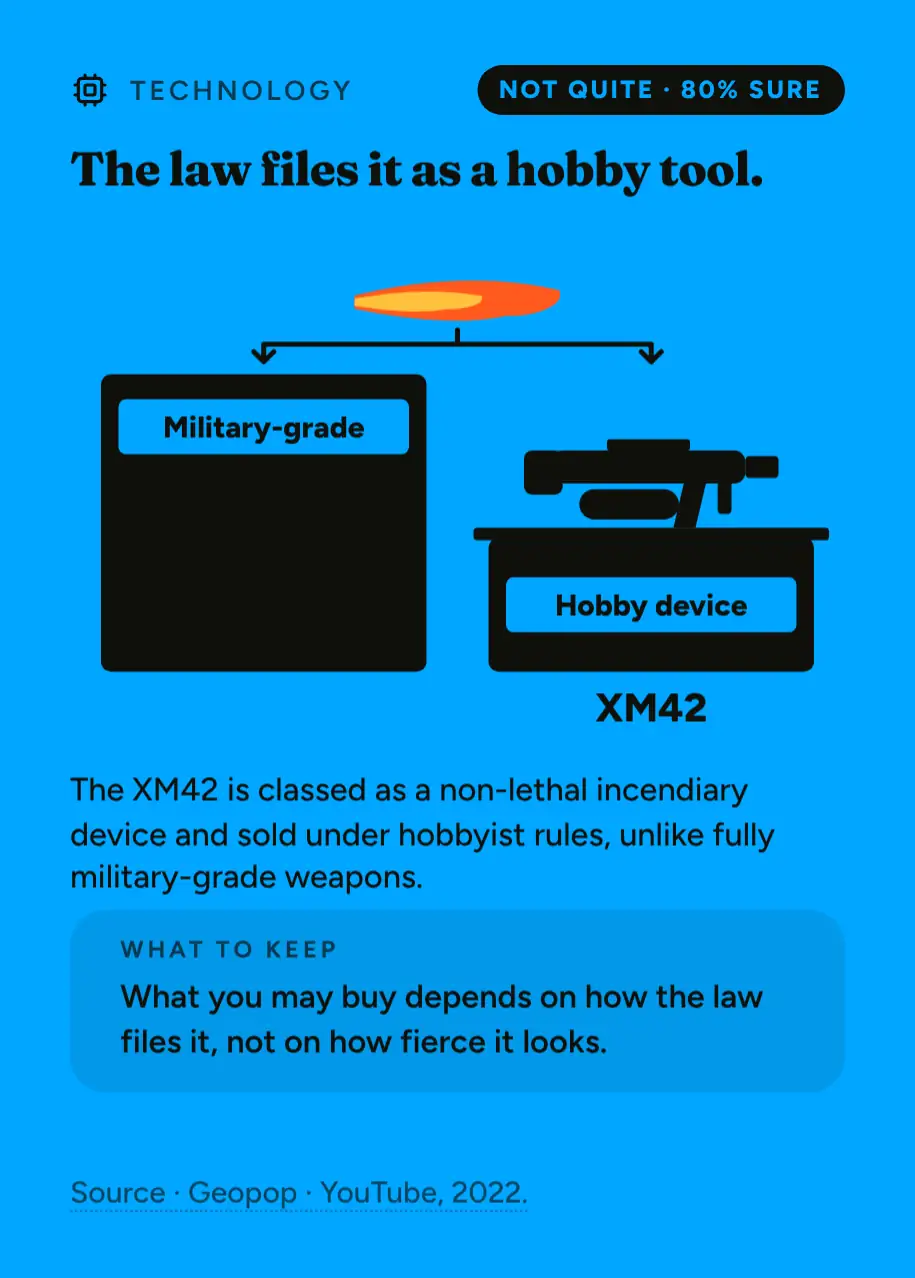 TECHNOLOGY
NOT QUITE · 80% SURE
The law files it as a hobby tool.
Military-grade
Hobby device
XM42
The XM42 is classed as a non-lethal incendiary
device and sold under hobbyist rules, unlike fully
military-grade weapons.
WHAT TO KEEP
What you may buy depends on how the law
files it, not on how fierce it looks.
Source · Geopop · YouTube, 2022.